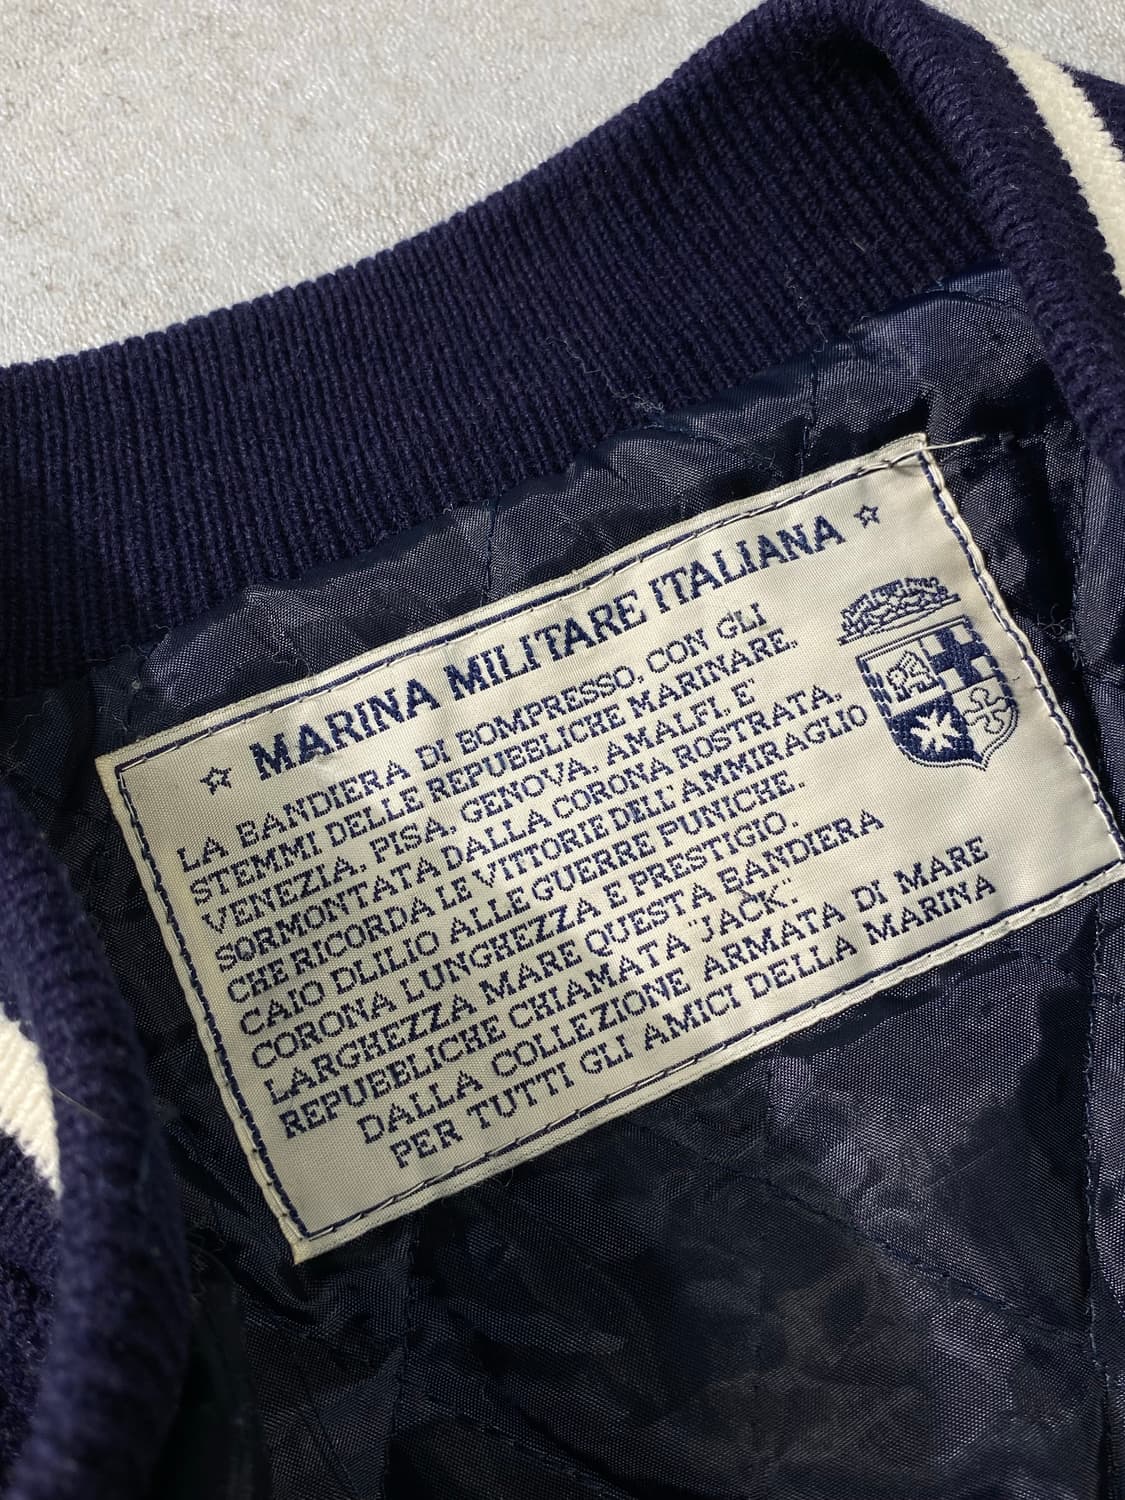 ☆ MARINA MILITARE ITALIANA ☆
LA BANDIERA DI BOMPRESSO, CON GLI
STEMMI DELLE REPUBBLICHE MARINARE.
VENEZIA, PISA, GENOVA, AMALFI, E'
SORMONTATA DALLA CORONA ROSTRATA,
CHE RICORDA LE VITTORIE DELL'AMMIRAGLIO
CAIO DLILIO ALLE GUERRE PUNICHE.
CORONA LUNGHEZZA E PRESTIGIO.
LARGHEZZA MARE QUESTA BANDIERA
REPUBBLICHE CHIAMATA "JACK".
DALLA COLLEZIONE ARMATA DI MARE
PER TUTTI GLI AMICI DELLA MARINA